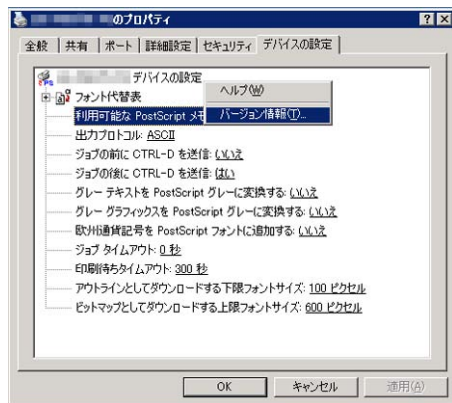 のプロパティ
全般 共有 ポート 詳細設定 セキュリティ デバイスの設定
デバイスの設定
フォント代替表
ヘルプ(W)
利用可能な PostScript メモ
バージョン情報(T)...
出力プロトコル: ASCII
ジョブの前に CTRL-D を送信: いいえ
ジョブの後に CTRL-D を送信: はい
グレー テキストを PostScript グレーに変換する: いいえ
グレー グラフィックスを PostScript グレーに変換する: いいえ
欧州通貨記号を PostScript フォントに追加する: いいえ
ジョブ タイムアウト: 0 秒
印刷待ちタイムアウト: 300 秒
アウトラインとしてダウンロードする下限フォントサイズ: 100 ピクセル
ビットマップとしてダウンロードする上限フォントサイズ: 600 ピクセル
OK キャンセル 適用(A)